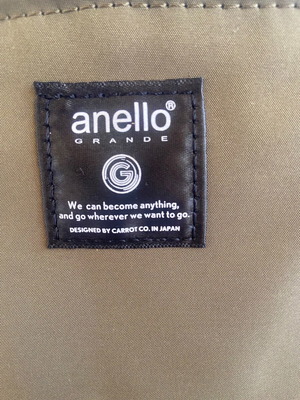 anello®
GRANDE
G
We can become anything,
and go wherever we want to go.
DESIGNED BY CARROT CO. IN JAPAN